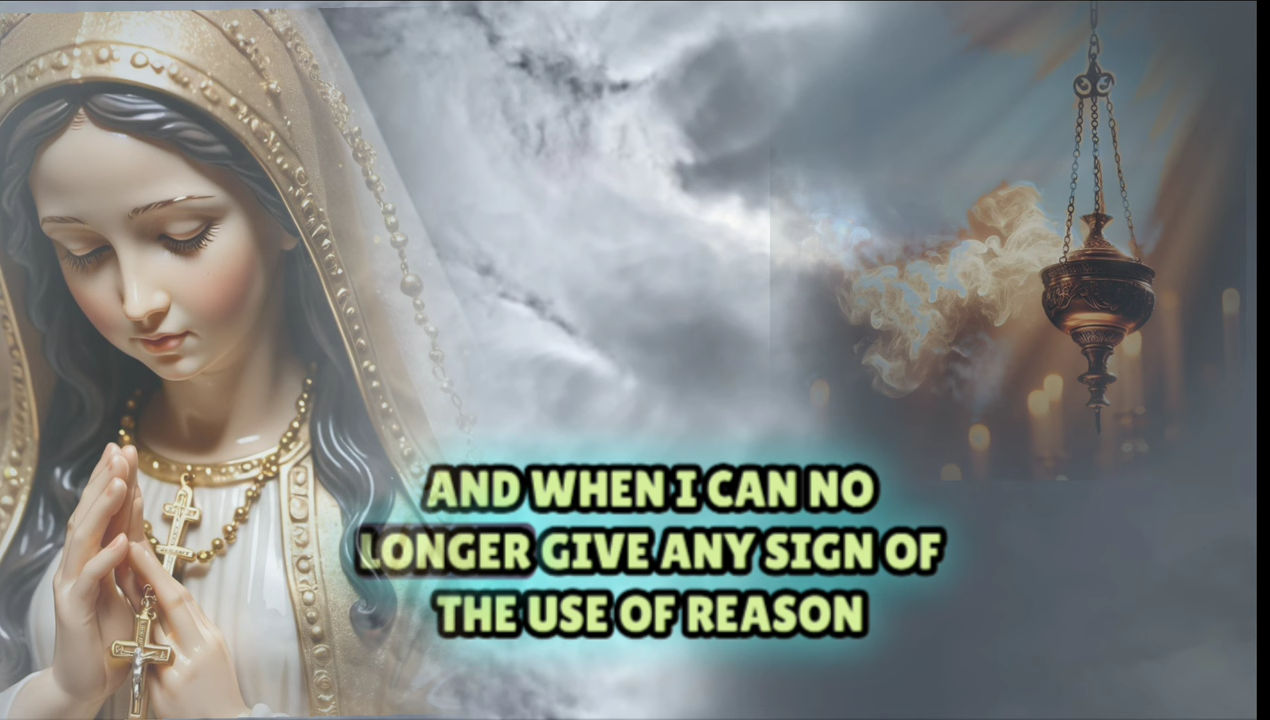 AND WHEN I CAN NO
LONGER GIVE ANY SIGN OF
THE USE OF REASON